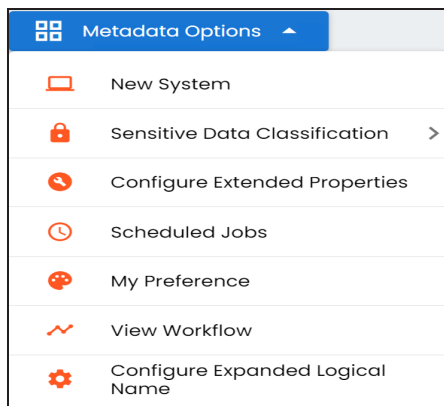 Metadata Options
New System
Sensitive Data Classification
Configure Extended Properties
Scheduled Jobs
My Preference
View Workflow
Configure Expanded Logical
Name